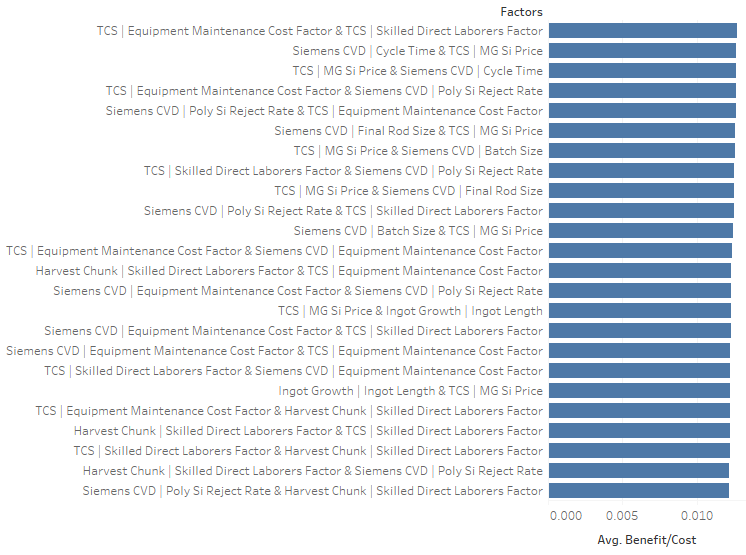 Factors
TCS | Equipment Maintenance Cost Factor & TCS | Skilled Direct Laborers Factor
Siemens CVD | Cycle Time & TCS | MG Si Price
TCS | MG Si Price & Siemens CVD | Cycle Time
TCS | Equipment Maintenance Cost Factor & Siemens CVD | Poly Si Reject Rate
Siemens CVD | Poly Si Reject Rate & TCS | Equipment Maintenance Cost Factor
Siemens CVD | Final Rod Size & TCS | MG Si Price
TCS | MG Si Price & Siemens CVD | Batch Size
TCS | Skilled Direct Laborers Factor & Siemens CVD | Poly Si Reject Rate
TCS | MG Si Price & Siemens CVD | Final Rod Size
Siemens CVD | Poly Si Reject Rate & TCS | Skilled Direct Laborers Factor
Siemens CVD | Batch Size & TCS | MG Si Price
TCS | Equipment Maintenance Cost Factor & Siemens CVD | Equipment Maintenance Cost Factor
Harvest Chunk | Skilled Direct Laborers Factor & TCS | Equipment Maintenance Cost Factor
Siemens CVD | Equipment Maintenance Cost Factor & Siemens CVD | Poly Si Reject Rate
TCS | MG Si Price & Ingot Growth | Ingot Length
Siemens CVD | Equipment Maintenance Cost Factor & TCS | Skilled Direct Laborers Factor
Siemens CVD | Equipment Maintenance Cost Factor & TCS | Equipment Maintenance Cost Factor
TCS | Skilled Direct Laborers Factor & Siemens CVD | Equipment Maintenance Cost Factor
Ingot Growth | Ingot Length & TCS | MG Si Price
TCS | Equipment Maintenance Cost Factor & Harvest Chunk | Skilled Direct Laborers Factor
Harvest Chunk | Skilled Direct Laborers Factor & TCS | Skilled Direct Laborers Factor
TCS | Skilled Direct Laborers Factor & Harvest Chunk | Skilled Direct Laborers Factor
Harvest Chunk | Skilled Direct Laborers Factor & Siemens CVD | Poly Si Reject Rate
Siemens CVD | Poly Si Reject Rate & Harvest Chunk | Skilled Direct Laborers Factor
0.000 0.005 0.010
Avg. Benefit/Cost